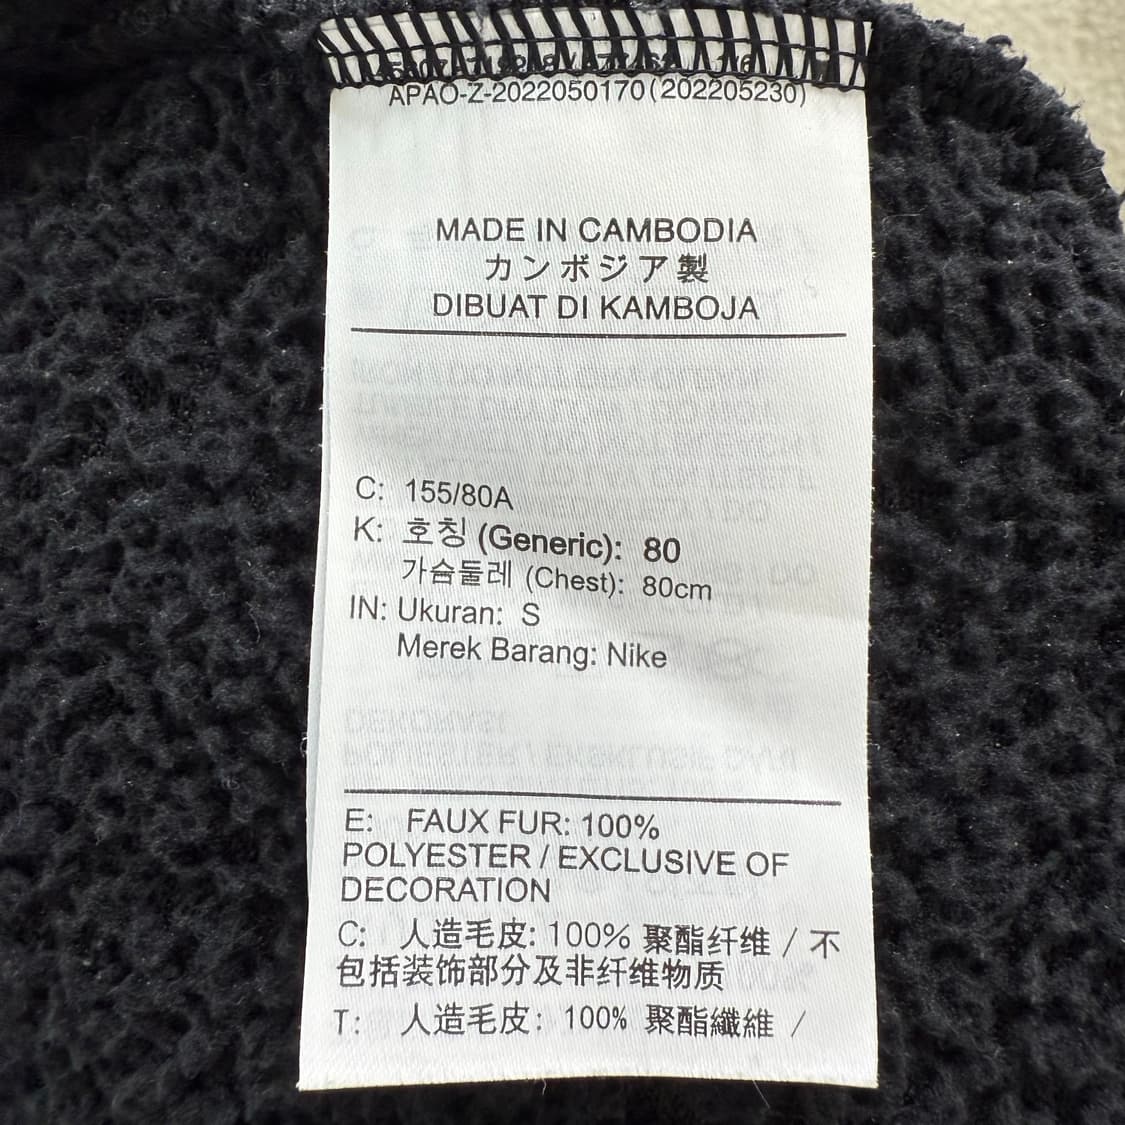 APAO-Z-2022050170(202205230)
MADE IN CAMBODIA
カンボジア製
DIBUAT DI KAMBOJA
C: 155/80A
K: 호칭 (Generic): 80
가슴둘레 (Chest): 80cm
IN: Ukuran: S
Merek Barang: Nike
E: FAUX FUR: 100%
POLYESTER / EXCLUSIVE OF
DECORATION
C: 人造毛皮: 100% 聚酯纤维 / 不
包括装饰部分及非纤维物质
T: 人造毛皮: 100% 聚酯纖維 /